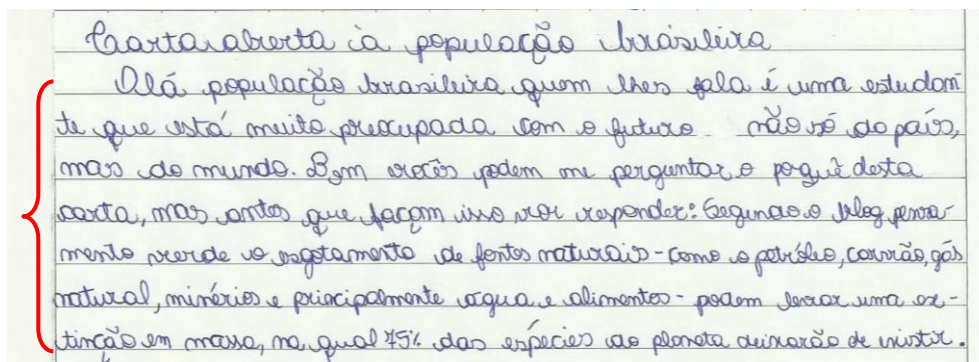 Carta aberta à população brasileira
Olá população brasileira quem lhes fala é uma estudan
te que está muito preocupada com o futuro não só do país,
mas do mundo. Bom vocês podem me perguntar o porquê desta
carta, mas antes que façam isso vou responder: Segundo o blog pensa-
mento verde o esgotamento de fontes naturais - como o petróleo, carvão, gás
natural, minérios e principalmente água e alimentos - podem levar uma ex-
tinção em massa, na qual 75% das espécies do planeta deixarão de existir.